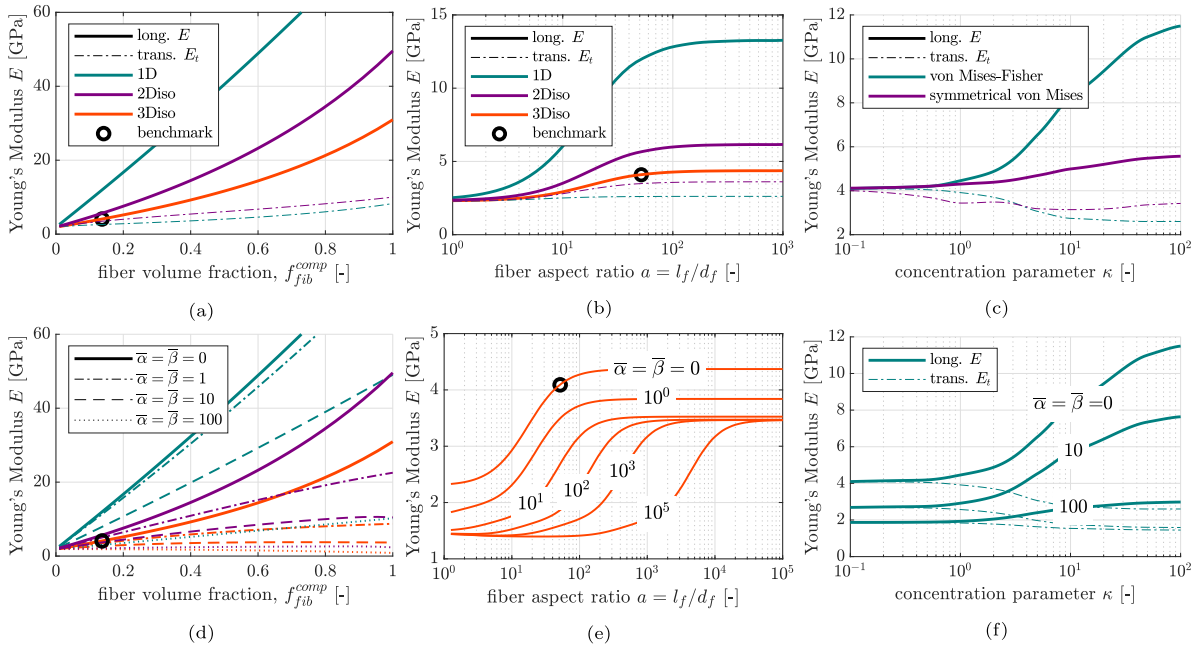 Young's Modulus E [GPa]
60
40
20
0
long. E
trans. E_t
1D
2Diso
3Diso
benchmark
0 0.2 0.4 0.6 0.8 1
fiber volume fraction, f_{fib}^{comp} [-]
(a)
Young's Modulus E [GPa]
15
10
5
0
long. E
trans. E_t
1D
2Diso
3Diso
benchmark
10^0 10^1 10^2 10^3
fiber aspect ratio a = l_f/d_f [-]
(b)
Young's Modulus E [GPa]
12
10
8
6
4
2
long. E
trans. E_t
von Mises-Fisher
symmetrical von Mises
10^{-1} 10^0 10^1 10^2
concentration parameter κ [-]
(c)
Young's Modulus E [GPa]
60
40
20
0
α̅ = β̅ = 0
α̅ = β̅ = 1
α̅ = β̅ = 10
α̅ = β̅ = 100
0 0.2 0.4 0.6 0.8 1
fiber volume fraction, f_{fib}^{comp} [-]
(d)
Young's Modulus E [GPa]
5
4
3
2
1
α̅ = β̅ = 0
10^0
10^1
10^2
10^3
10^5
10^0 10^1 10^2 10^3 10^4 10^5
fiber aspect ratio a = l_f/d_f [-]
(e)
Young's Modulus E [GPa]
12
10
8
6
4
2
0
long. E
trans. E_t
α̅ = β̅ =0
10
100
10^{-1} 10^0 10^1 10^2
concentration parameter κ [-]
(f)